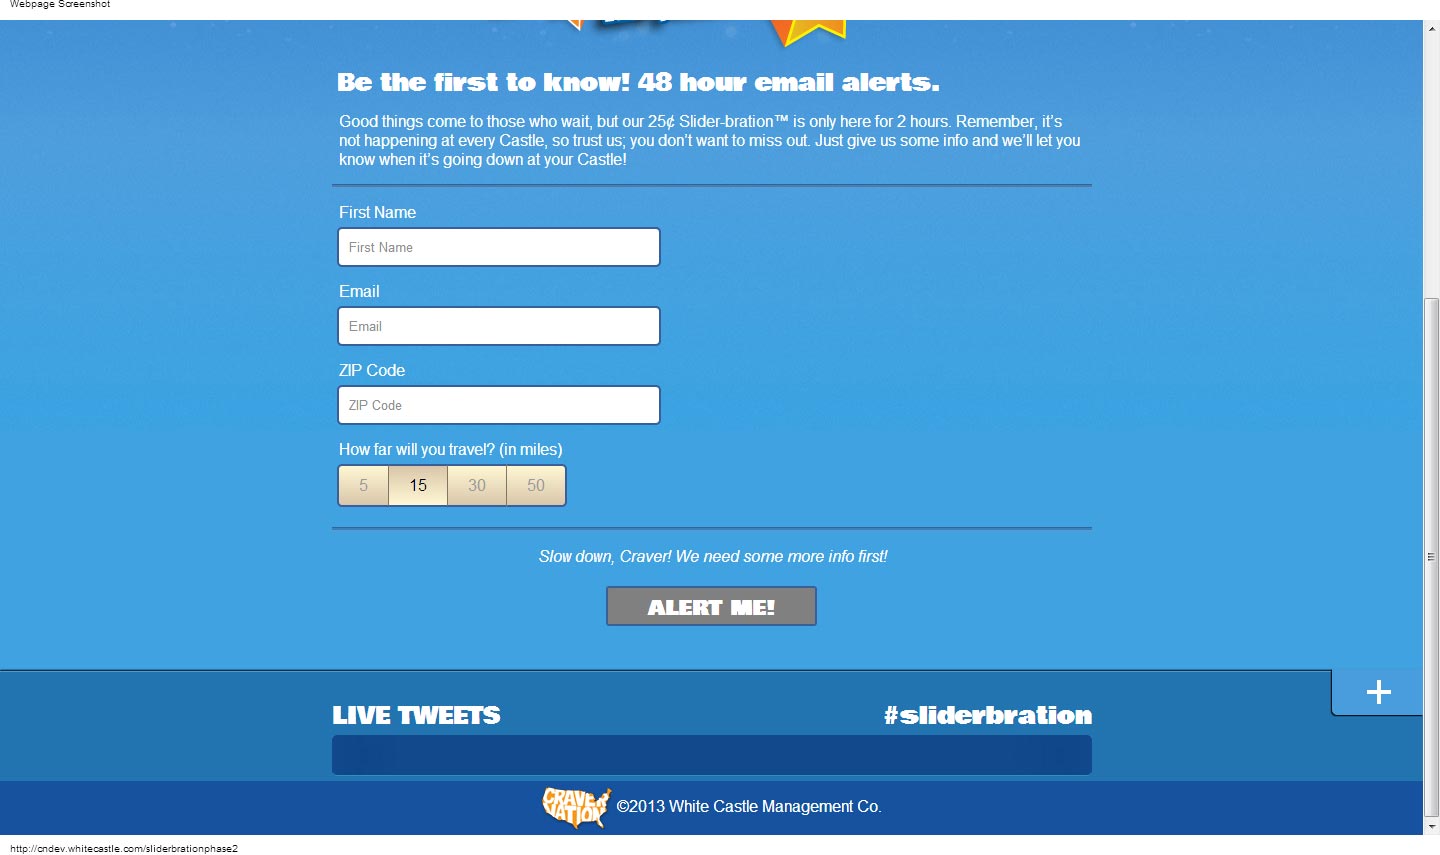 Webpage Screenshot
Be the first to know! 48 hour email alerts.
Good things come to those who wait, but our 25¢ Slider-bration™ is only here for 2 hours. Remember, it's
not happening at every Castle, so trust us; you don't want to miss out. Just give us some info and we'll let you
know when it's going down at your Castle!
First Name
First Name
Email
Email
ZIP Code
ZIP Code
How far will you travel? (in miles)
5 15 30 50
Slow down, Craver! We need some more info first!
ALERT ME!
+
LIVE TWEETS #sliderbration
CRAVER NATION ©2013 White Castle Management Co.
http://cndev.whitecastle.com/sliderbrationphase2